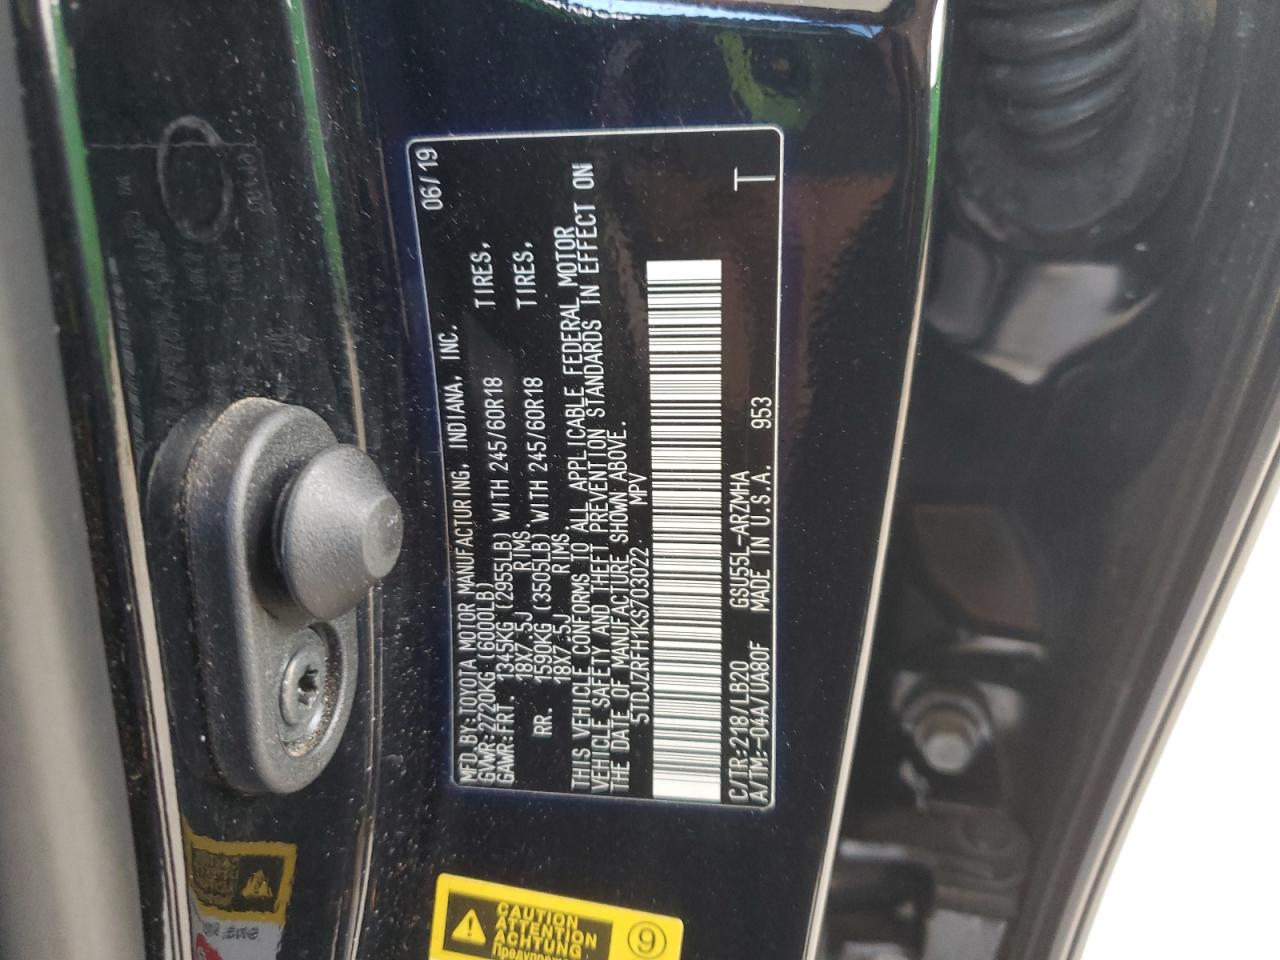 MFD.BY:TOYOTA MOTOR MANUFACTURING, INDIANA, INC. 06/19
GVWR:2720KG(6000LB)
GAWR:FRT. 1345KG (2955LB) WITH 245/60R18 TIRES,
18X7.5J RIMS.
RR. 1590KG (3505LB) WITH 245/60R18 TIRES,
18X7.5J RIMS.
THIS VEHICLE CONFORMS TO ALL APPLICABLE FEDERAL MOTOR
VEHICLE SAFETY AND THEFT PREVENTION STANDARDS IN EFFECT ON
THE DATE OF MANUFACTURE SHOWN ABOVE.
5TDJZRFH1KS703022 MPV
C/TR:218/LB20 GSU55L-ARZMHA T
A/TM:-04A/UA80F MADE IN U.S.A. 953
CAUTION
ATTENTION
ACHTUNG
9